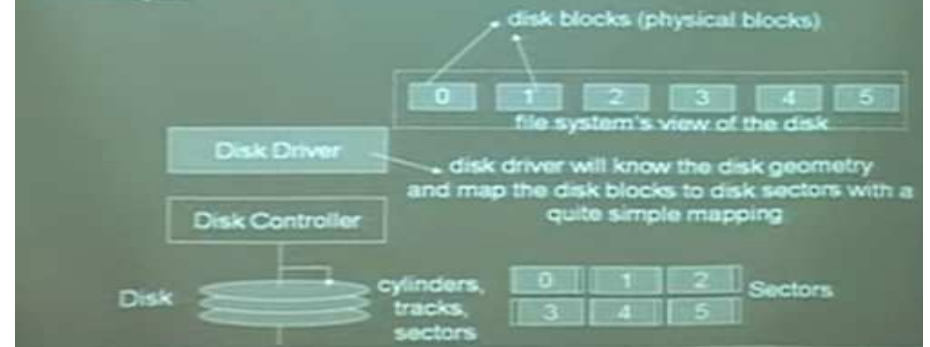 disk blocks (physical blocks)
0 1 2 3 4 5
file system's view of the disk
Disk Driver
disk driver will know the disk geometry
and map the disk blocks to disk sectors with a
quite simple mapping
Disk Controller
Disk
cylinders,
tracks,
sectors
0 1 2
3 4 5
Sectors